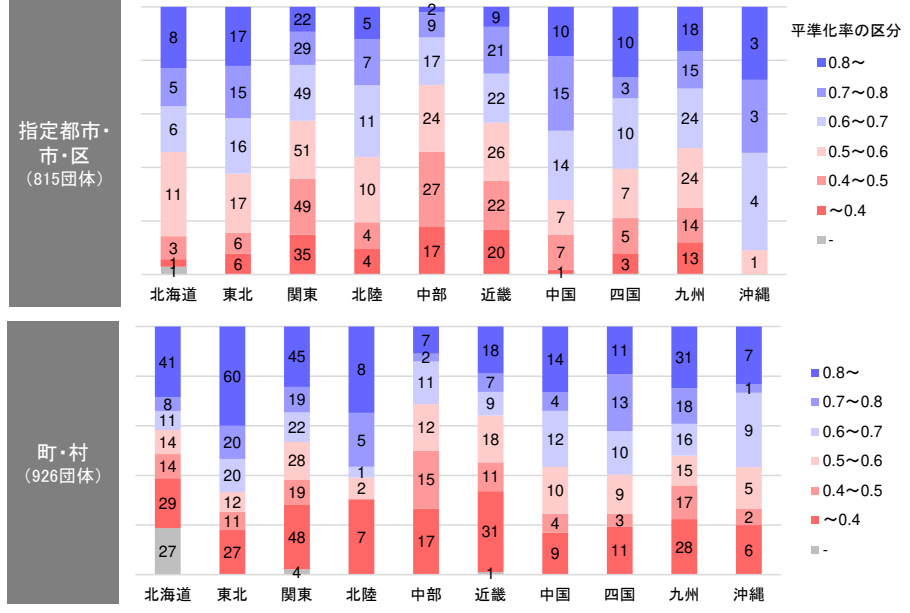 8 17 22 5 2 9 10 10 18 3
5 15 29 7 9 21 15 3 15 3
6 16 49 11 17 22 14 10 24 4
11 17 51 10 24 26 7 7 24 1
3 6 49 4 27 22 7 5 14
1 6 35 4 17 20 1 3 13
1
北海道 東北 関東 北陸 中部 近畿 中国 四国 九州 沖縄
指定都市・
市・区
(815団体)
平準化率の区分
0.8～
0.7～0.8
0.6～0.7
0.5～0.6
0.4～0.5
～0.4
-
41 60 45 8 7 18 14 11 31 7
8 20 19 5 2 7 4 13 18 1
11 20 22 1 11 9 12 10 16 9
14 12 28 2 12 18 10 9 15 5
14 11 19 15 11 4 3 17 2
29 27 48 7 17 31 9 11 28 6
27 4 1
北海道 東北 関東 北陸 中部 近畿 中国 四国 九州 沖縄
町・村
(926団体)
0.8～
0.7～0.8
0.6～0.7
0.5～0.6
0.4～0.5
～0.4
-